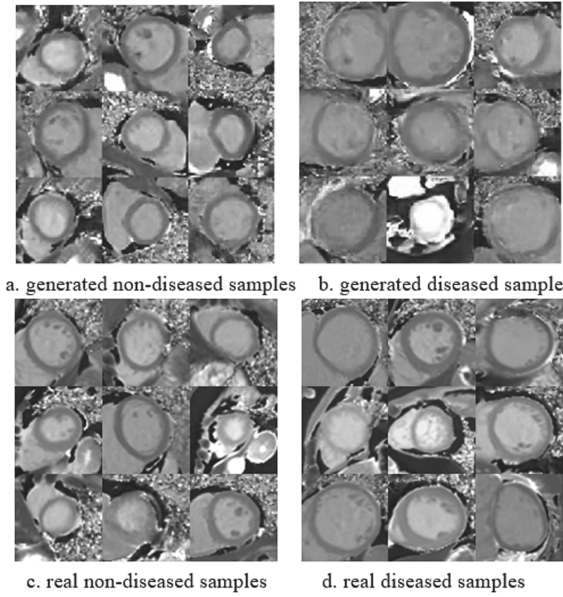 a. generated non-diseased samples
b. generated diseased sample
c. real non-diseased samples
d. real diseased samples